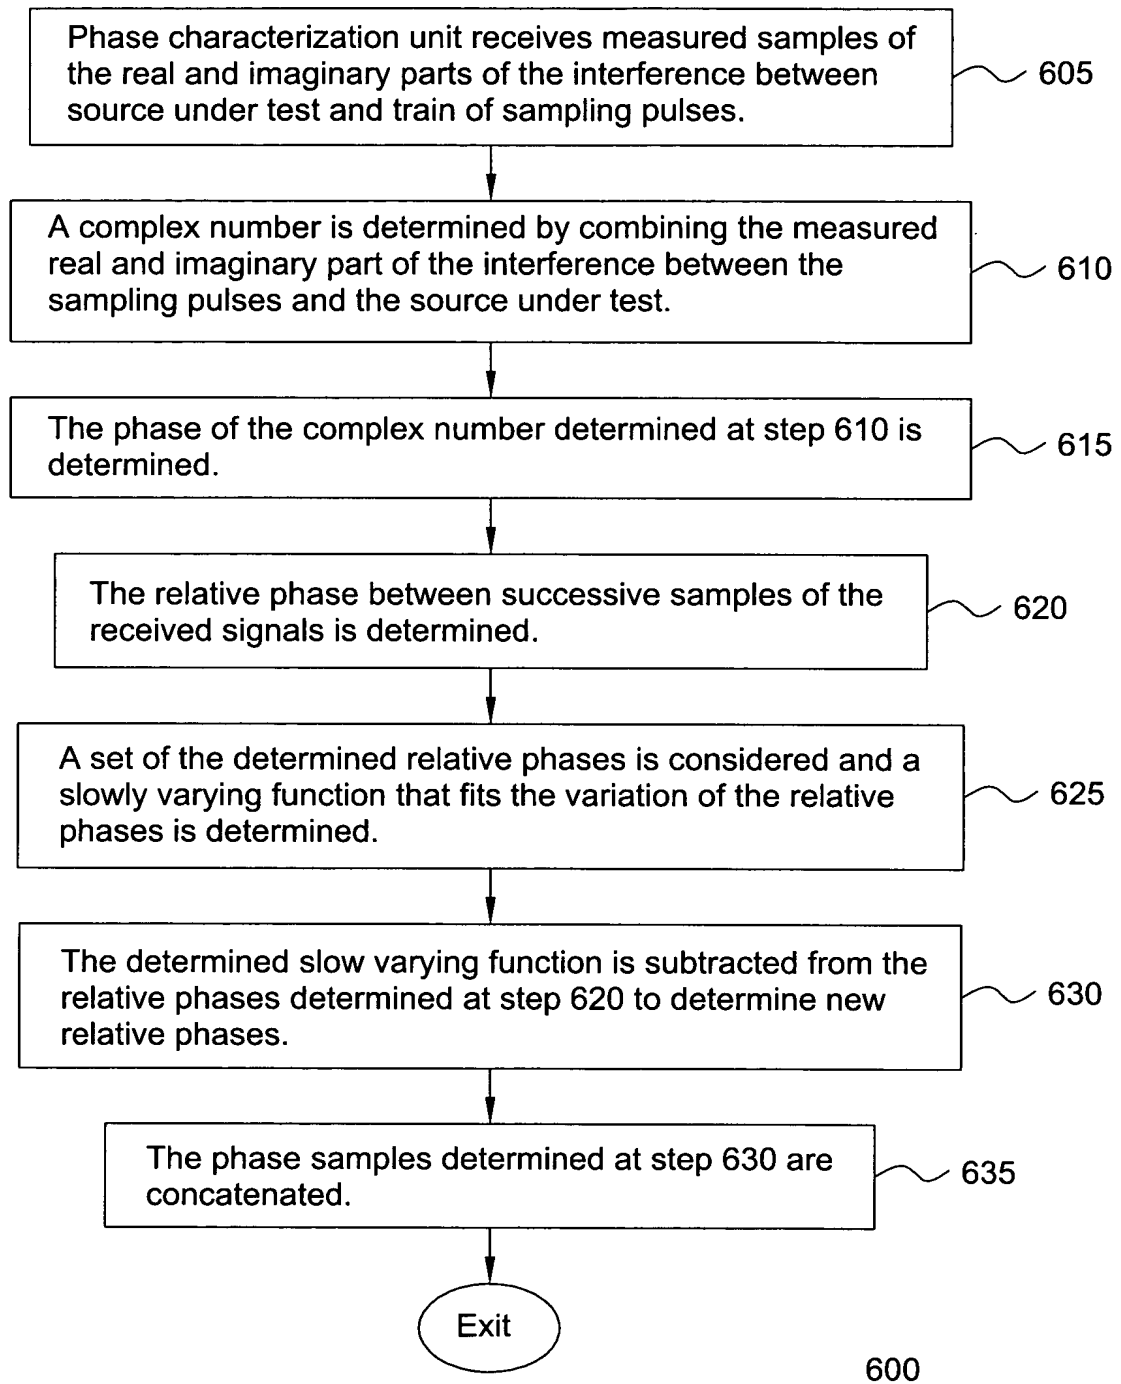 Phase characterization unit receives measured samples of
the real and imaginary parts of the interference between
source under test and train of sampling pulses.
605
A complex number is determined by combining the measured
real and imaginary part of the interference between the
sampling pulses and the source under test.
610
The phase of the complex number determined at step 610 is
determined.
615
The relative phase between successive samples of the
received signals is determined.
620
A set of the determined relative phases is considered and a
slowly varying function that fits the variation of the relative
phases is determined.
625
The determined slow varying function is subtracted from the
relative phases determined at step 620 to determine new
relative phases.
630
The phase samples determined at step 630 are
concatenated.
635
Exit
600